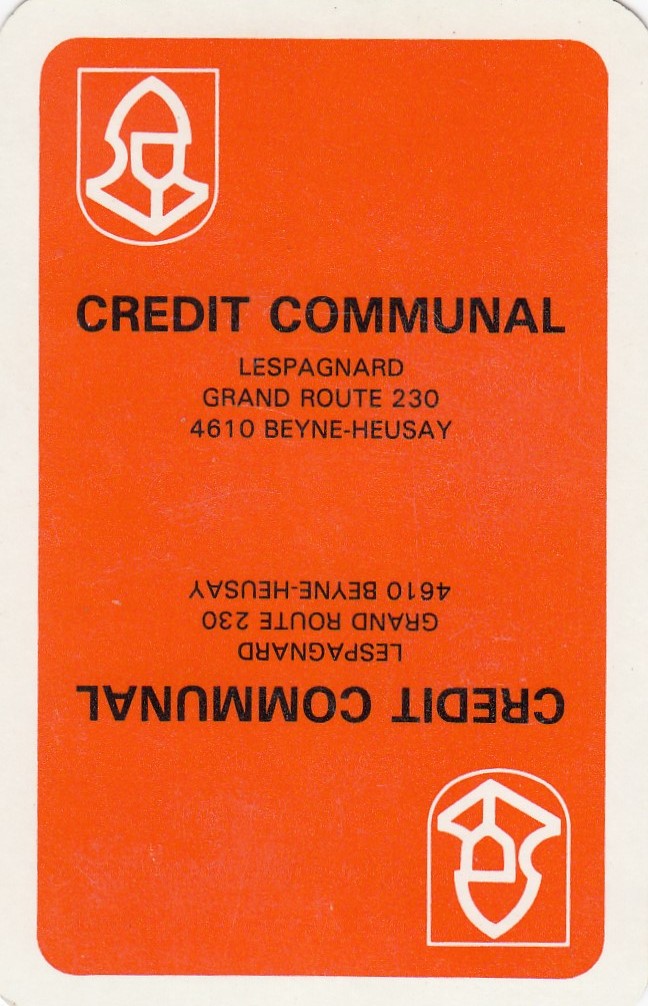 CREDIT COMMUNAL
LESPAGNARD
GRAND ROUTE 230
4610 BEYNE-HEUSAY
4610 BEYNE-HEUSAY
GRAND ROUTE 230
LESPAGNARD
CREDIT COMMUNAL